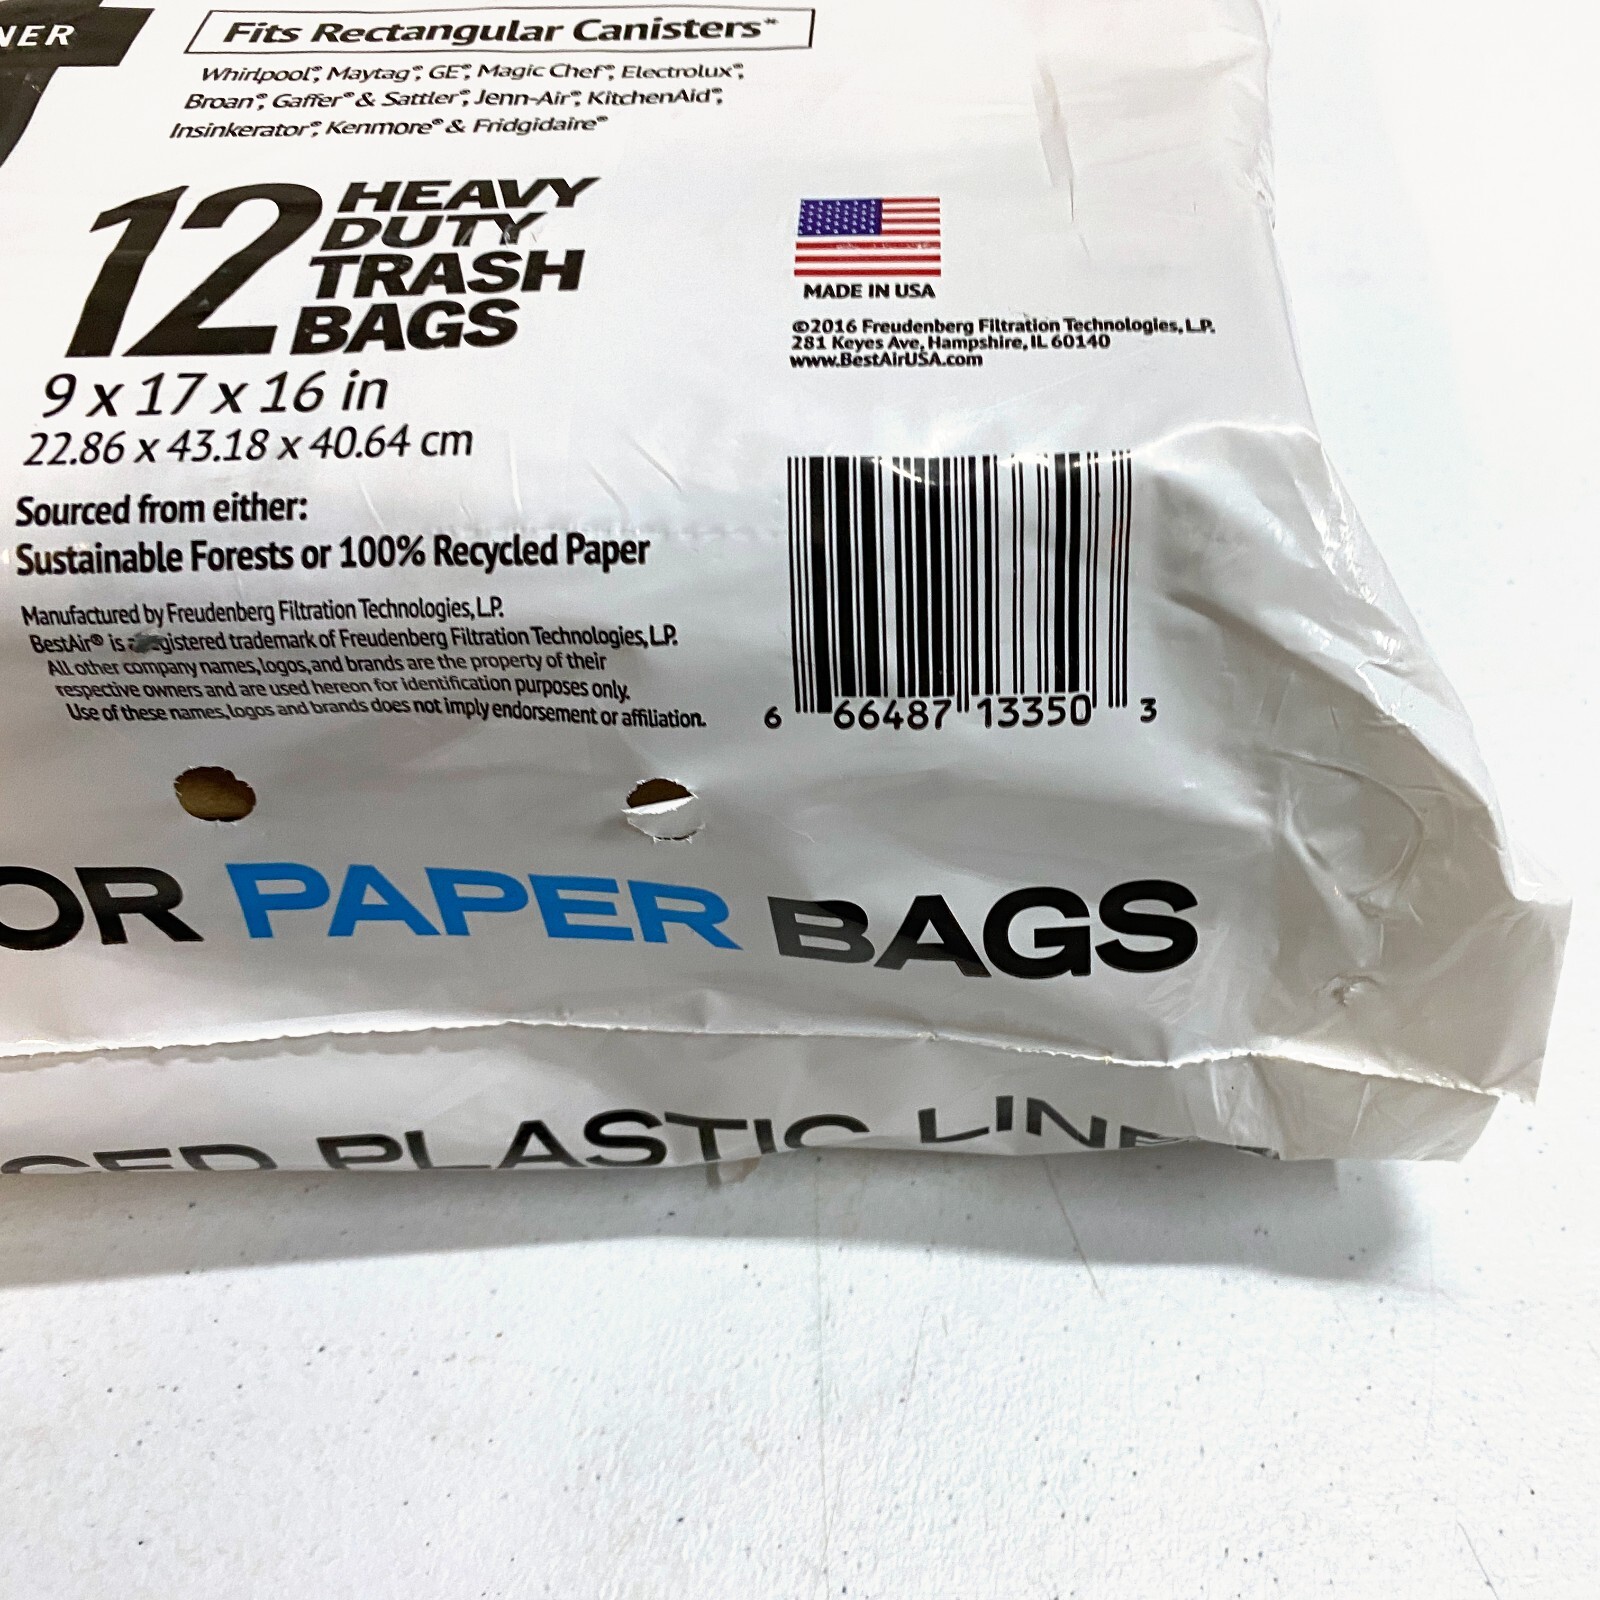 NER
Fits Rectangular Canisters*
Whirlpool®, Maytag®, GE®, Magic Chef®, Electrolux®,
Broan®, Gaffer® & Sattler®, Jenn-Air®, KitchenAid®,
Insinkerator®, Kenmore® & Fridgidaire®
12 HEAVY
DUTY
TRASH
BAGS
9 x 17 x 16 in
22.86 x 43.18 x 40.64 cm
Sourced from either:
Sustainable Forests or 100% Recycled Paper
Manufactured by Freudenberg Filtration Technologies, L.P.
BestAir® is a registered trademark of Freudenberg Filtration Technologies, L.P.
All other company names, logos, and brands are the property of their
respective owners and are used hereon for identification purposes only.
Use of these names, logos and brands does not imply endorsement or affiliation.
MADE IN USA
©2016 Freudenberg Filtration Technologies, L.P.
281 Keyes Ave, Hampshire, IL 60140
www.BestAirUSA.com
6 66487 13350 3
OR PAPER BAGS
CED PLASTIC LINER